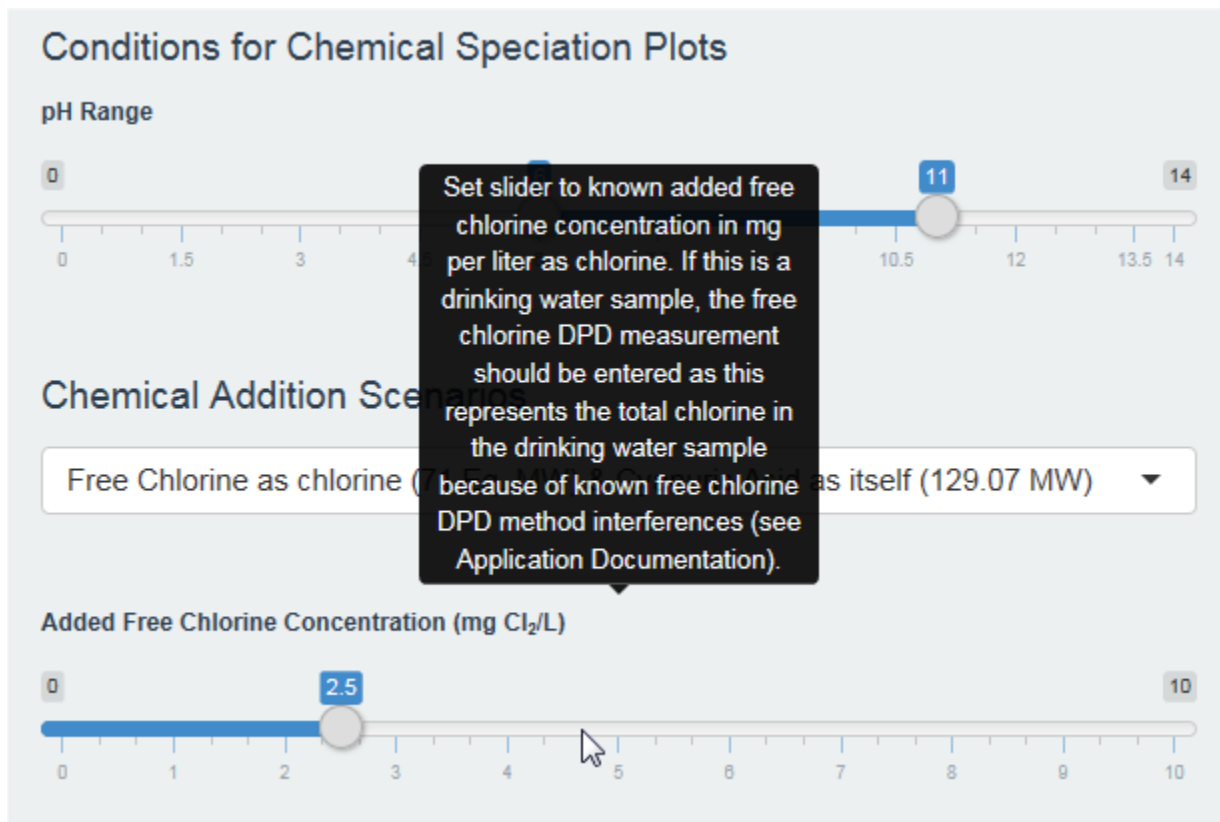 Conditions for Chemical Speciation Plots
pH Range
0 11 14
0 1.5 3 10.5 12 13.5 14
Set slider to known added free
chlorine concentration in mg
per liter as chlorine. If this is a
drinking water sample, the free
chlorine DPD measurement
should be entered as this
represents the total chlorine in
the drinking water sample
because of known free chlorine
DPD method interferences (see
Application Documentation).
Chemical Addition Scenarios
Free Chlorine as chlorine ( as itself (129.07 MW)
Added Free Chlorine Concentration (mg Cl₂/L)
0 2.5 10
0 1 2 3 4 5 6 7 8 9 10